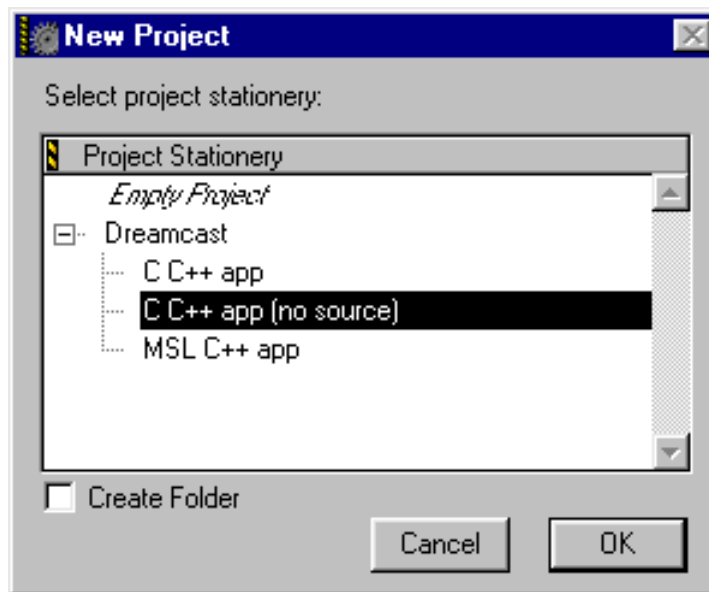 New Project
Select project stationery:
Project Stationery
Empty Project
Dreamcast
C C++ app
C C++ app (no source)
MSL C++ app
Create Folder
Cancel OK